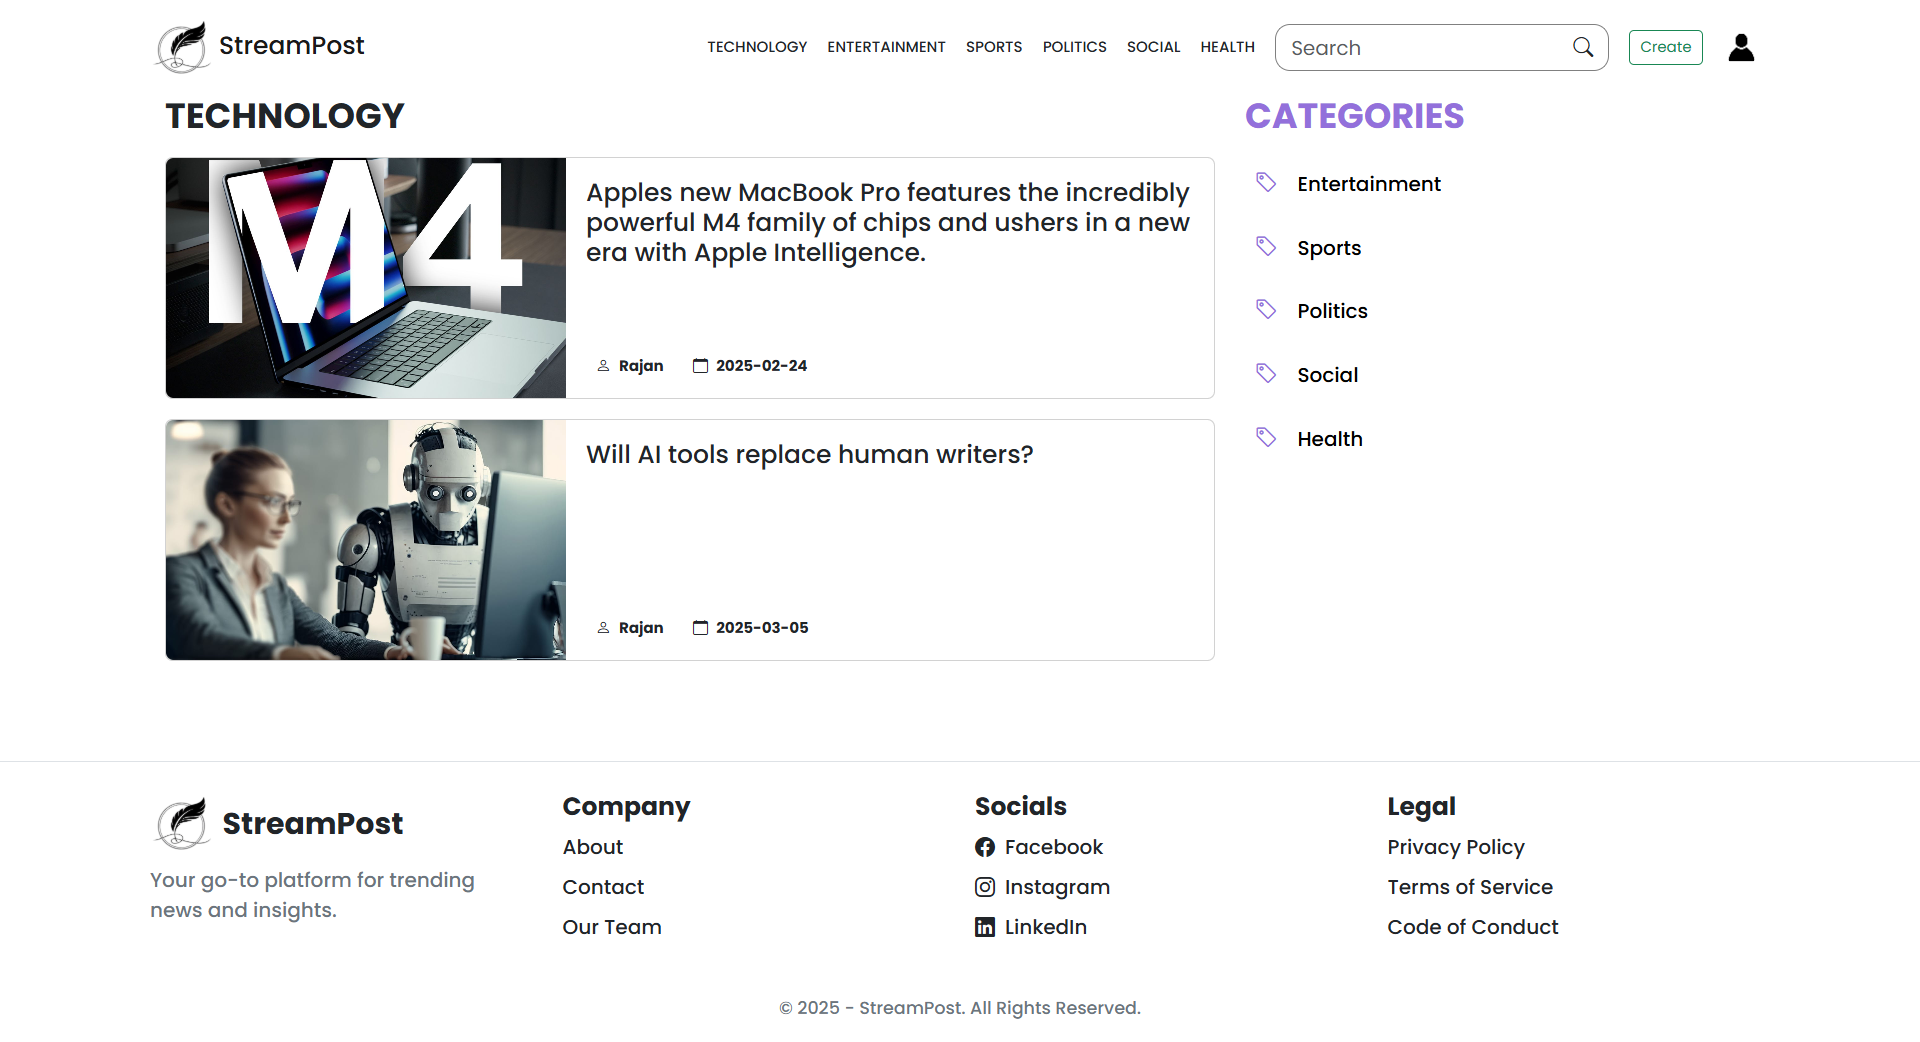 StreamPost
TECHNOLOGY ENTERTAINMENT SPORTS POLITICS SOCIAL HEALTH Search Create
TECHNOLOGY
M4
Apples new MacBook Pro features the incredibly
powerful M4 family of chips and ushers in a new
era with Apple Intelligence.
Rajan 2025-02-24
Will AI tools replace human writers?
Rajan 2025-03-05
CATEGORIES
Entertainment
Sports
Politics
Social
Health
StreamPost
Your go-to platform for trending
news and insights.
Company
About
Contact
Our Team
Socials
Facebook
Instagram
LinkedIn
Legal
Privacy Policy
Terms of Service
Code of Conduct
© 2025 - StreamPost. All Rights Reserved.